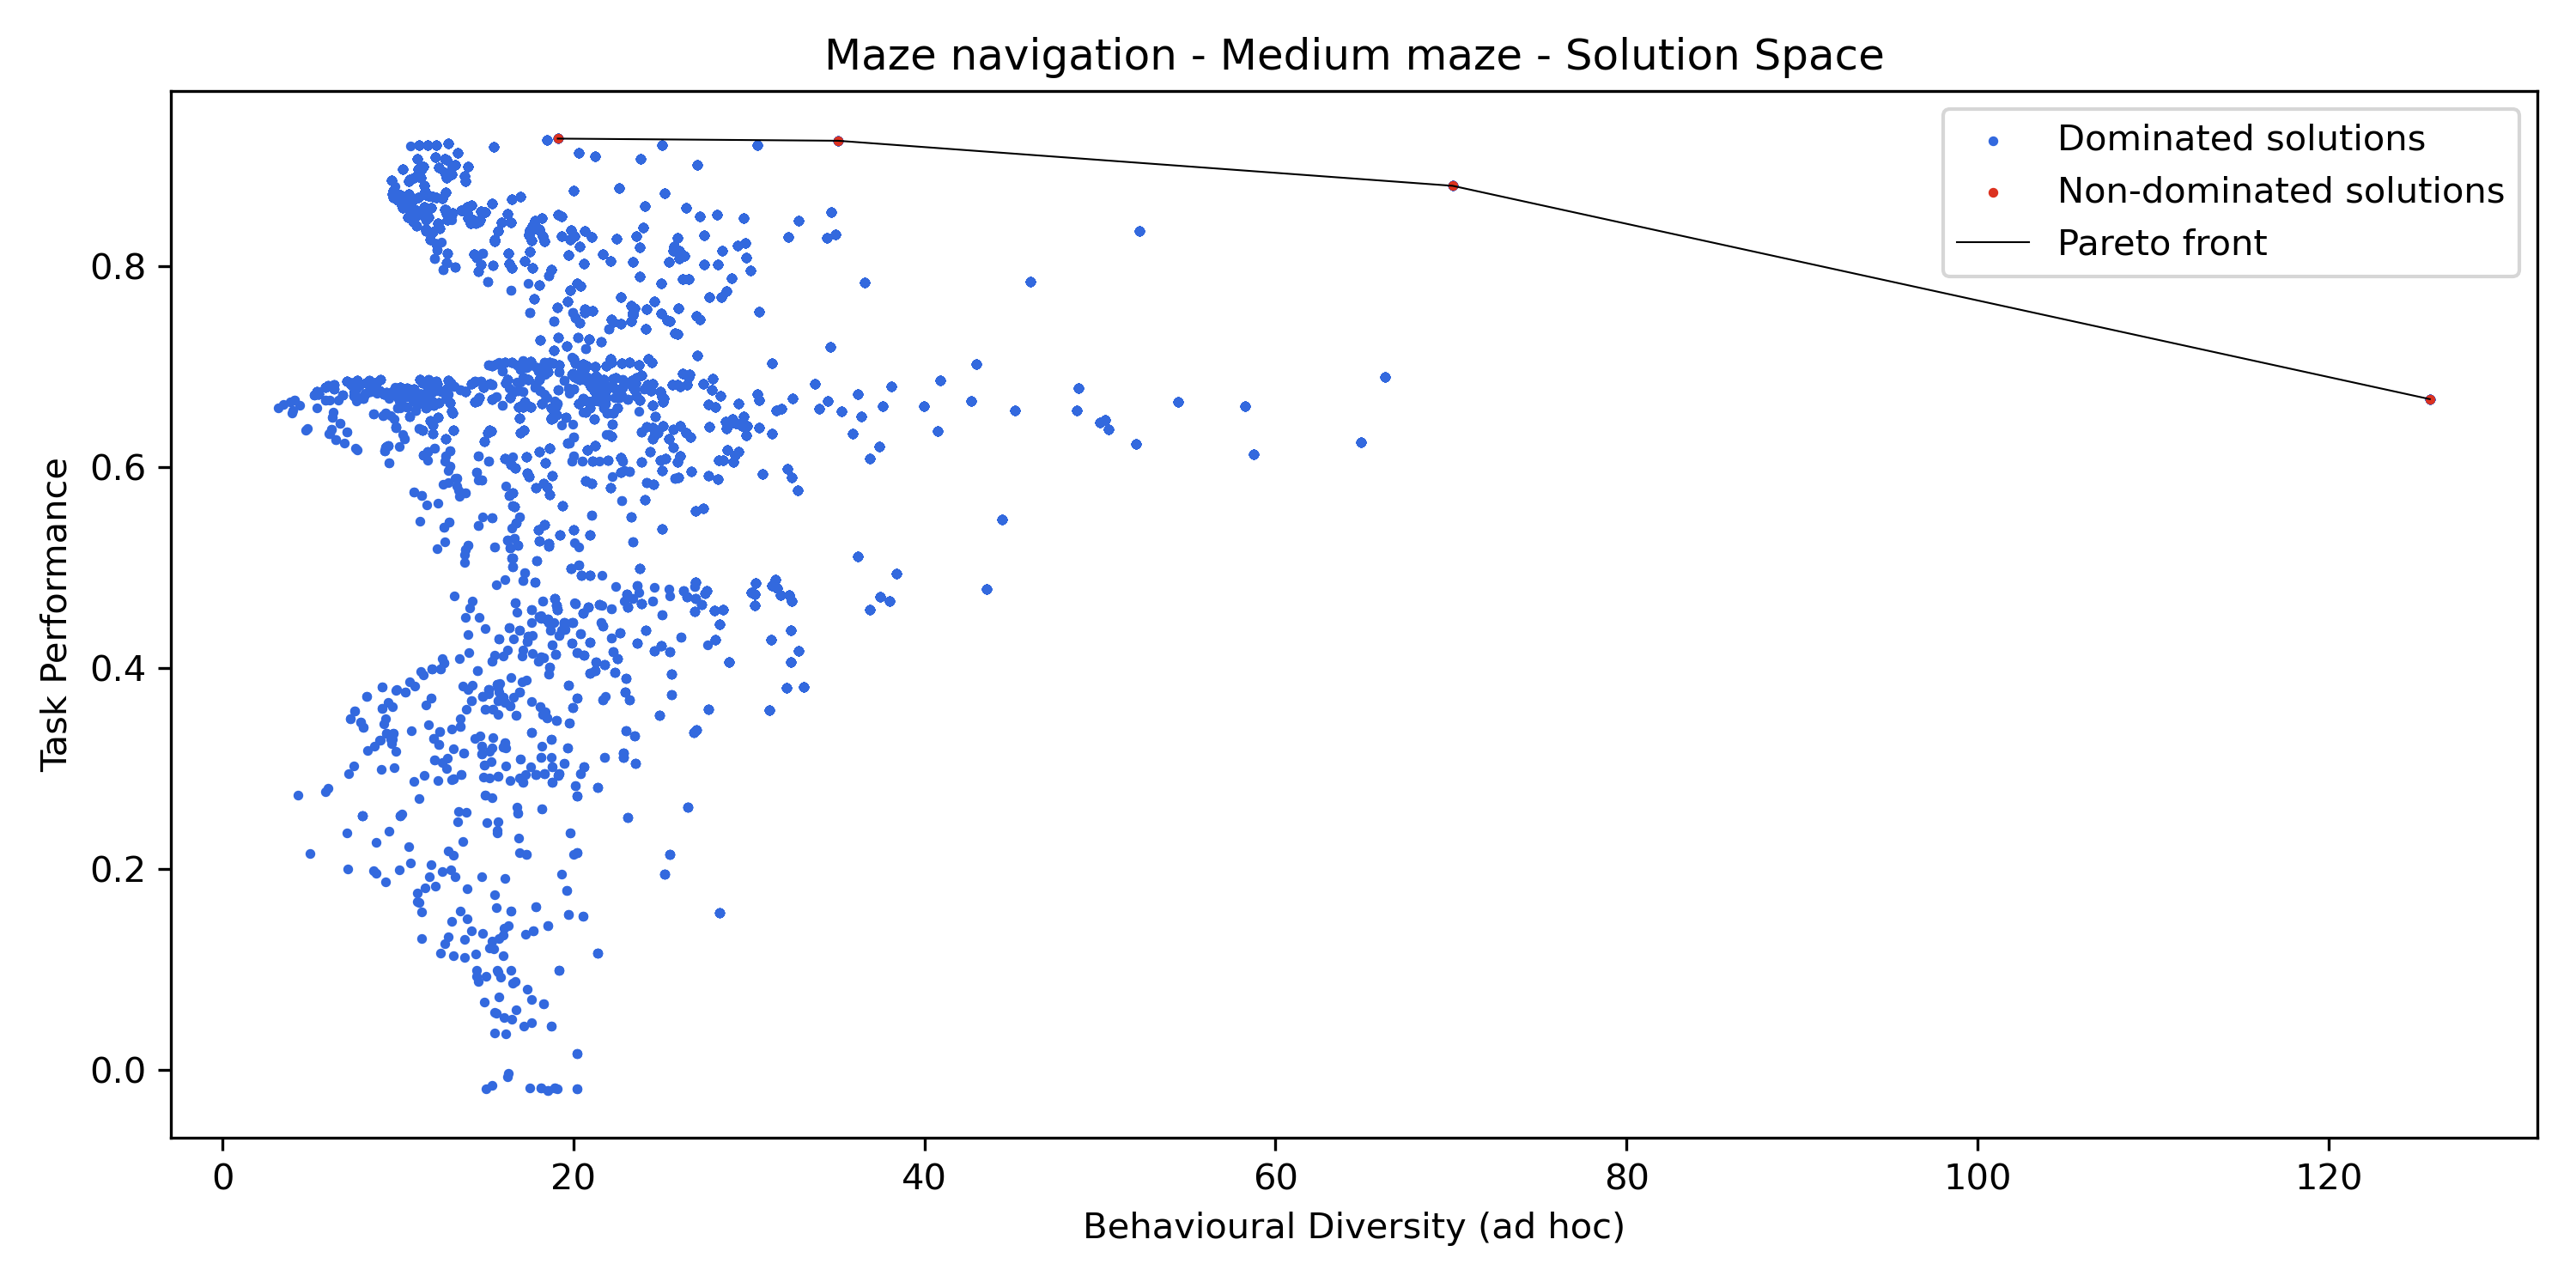 Maze navigation - Medium maze - Solution Space
Dominated solutions
Non-dominated solutions
Pareto front
Task Performance
0.8
0.6
0.4
0.2
0.0
0 20 40 60 80 100 120
Behavioural Diversity (ad hoc)